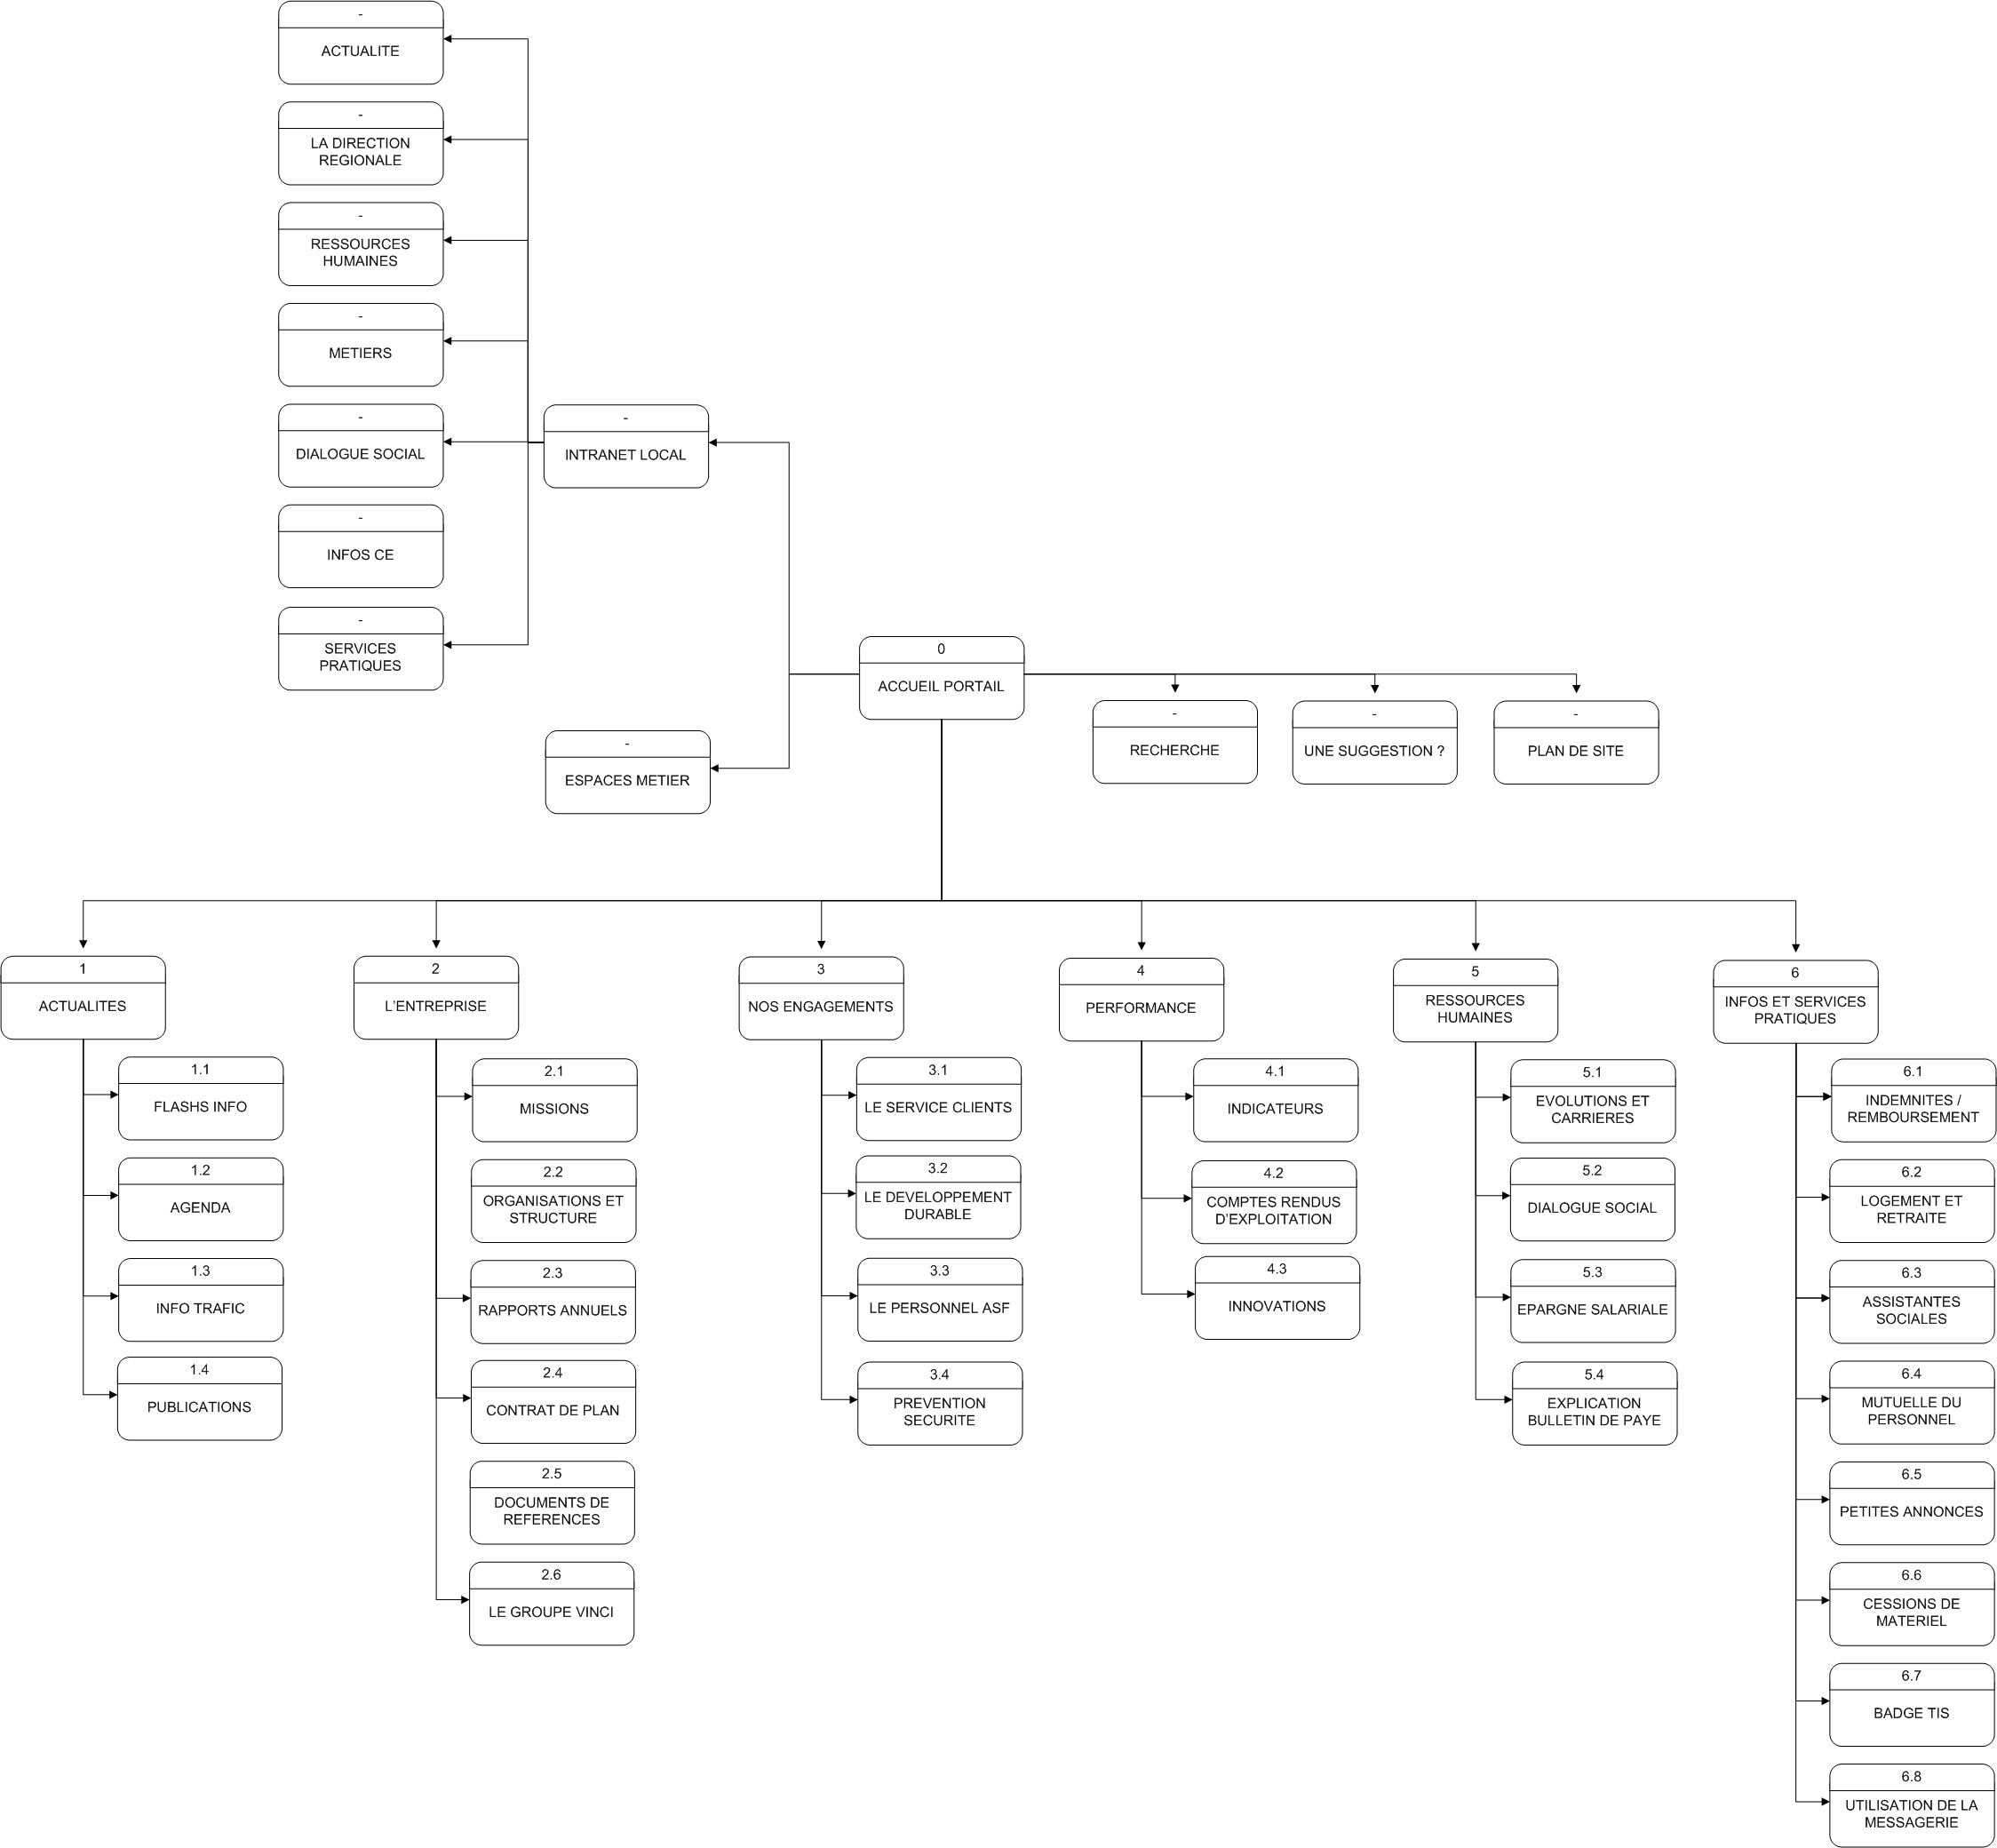 -
ACTUALITE
-
LA DIRECTION
REGIONALE
-
RESSOURCES
HUMAINES
-
METIERS
-
DIALOGUE SOCIAL
-
INTRANET LOCAL
-
INFOS CE
-
SERVICES
PRATIQUES
0
ACCUEIL PORTAIL
-
RECHERCHE
-
UNE SUGGESTION ?
-
PLAN DE SITE
-
ESPACES METIER
1
ACTUALITES
1.1
FLASHS INFO
1.2
AGENDA
1.3
INFO TRAFIC
1.4
PUBLICATIONS
2
L’ENTREPRISE
2.1
MISSIONS
2.2
ORGANISATIONS ET
STRUCTURE
2.3
RAPPORTS ANNUELS
2.4
CONTRAT DE PLAN
2.5
DOCUMENTS DE
REFERENCES
2.6
LE GROUPE VINCI
3
NOS ENGAGEMENTS
3.1
LE SERVICE CLIENTS
3.2
LE DEVELOPPEMENT
DURABLE
3.3
LE PERSONNEL ASF
3.4
PREVENTION
SECURITE
4
PERFORMANCE
4.1
INDICATEURS
4.2
COMPTES RENDUS
D’EXPLOITATION
4.3
INNOVATIONS
5
RESSOURCES
HUMAINES
5.1
EVOLUTIONS ET
CARRIERES
5.2
DIALOGUE SOCIAL
5.3
EPARGNE SALARIALE
5.4
EXPLICATION
BULLETIN DE PAYE
6
INFOS ET SERVICES
PRATIQUES
6.1
INDEMNITES /
REMBOURSEMENT
6.2
LOGEMENT ET
RETRAITE
6.3
ASSISTANTES
SOCIALES
6.4
MUTUELLE DU
PERSONNEL
6.5
PETITES ANNONCES
6.6
CESSIONS DE
MATERIEL
6.7
BADGE TIS
6.8
UTILISATION DE LA
MESSAGERIE